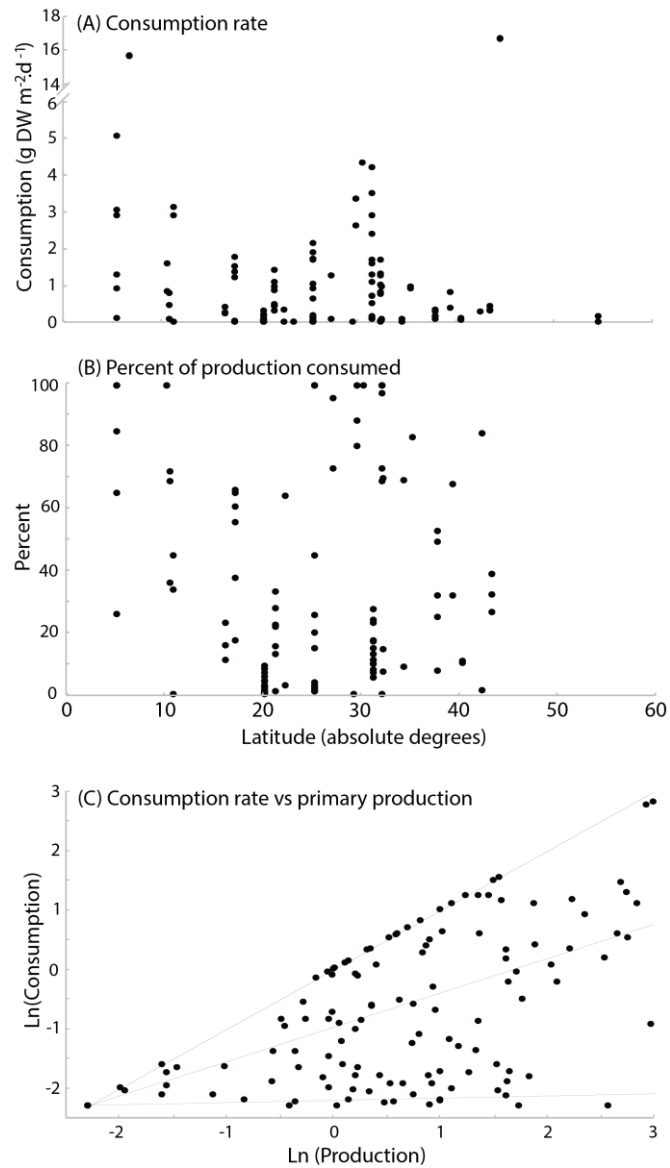 (A) Consumption rate
Consumption (g DW m⁻².d⁻¹)
18
16
14
6
5
4
3
2
1
0
(B) Percent of production consumed
Percent
100
80
60
40
20
0
0 10 20 30 40 50 60
Latitude (absolute degrees)
(C) Consumption rate vs primary production
Ln(Consumption)
3
2
1
0
-1
-2
-2 -1 0 1 2 3
Ln (Production)